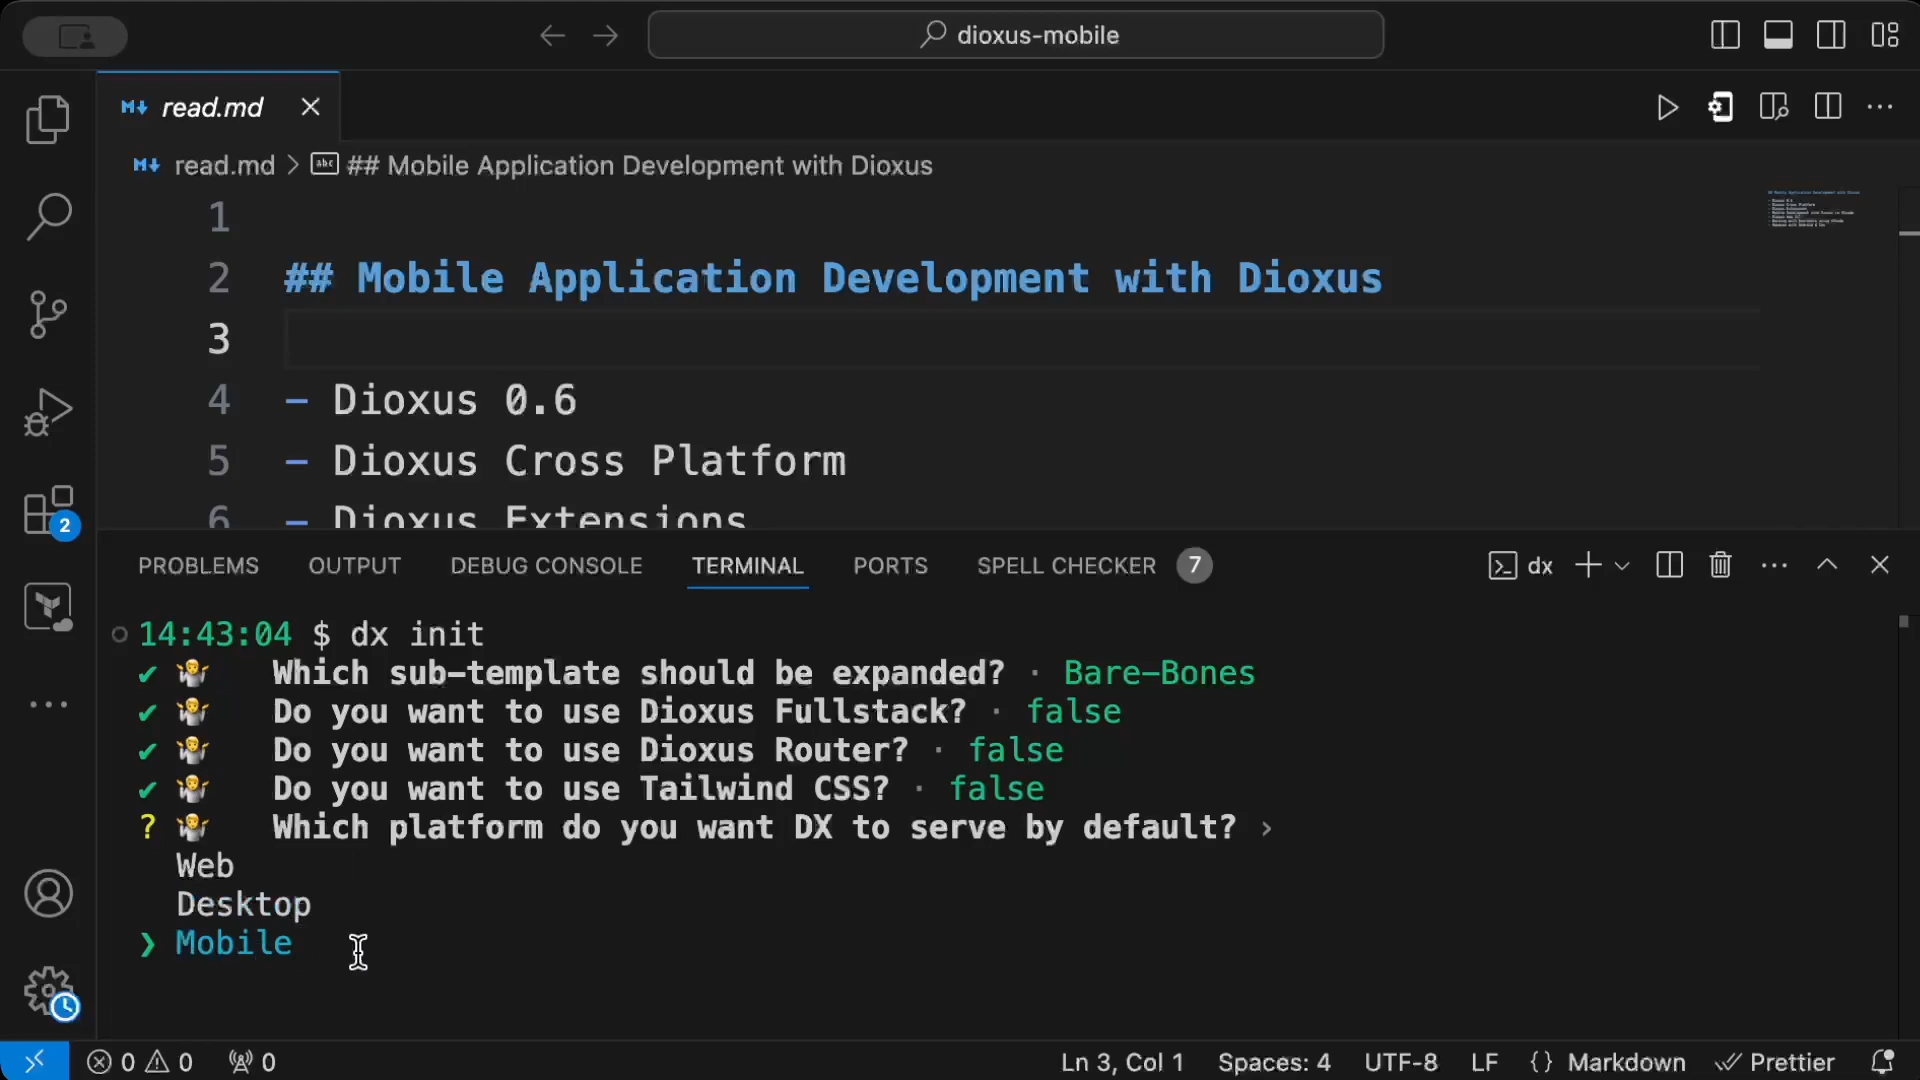 dioxus-mobile
read.md
read.md > ## Mobile Application Development with Dioxus
1
2 ## Mobile Application Development with Dioxus
3
4 - Dioxus 0.6
5 - Dioxus Cross Platform
6 - Dioxus Extensions
2
PROBLEMS OUTPUT DEBUG CONSOLE TERMINAL PORTS SPELL CHECKER 7 dx
14:43:04 $ dx init
✔ 🤷 Which sub-template should be expanded? · Bare-Bones
✔ 🤷 Do you want to use Dioxus Fullstack? · false
✔ 🤷 Do you want to use Dioxus Router? · false
✔ 🤷 Do you want to use Tailwind CSS? · false
? 🤷 Which platform do you want DX to serve by default? ›
Web
Desktop
❯ Mobile
0 0 0 Ln 3, Col 1 Spaces: 4 UTF-8 LF {} Markdown Prettier